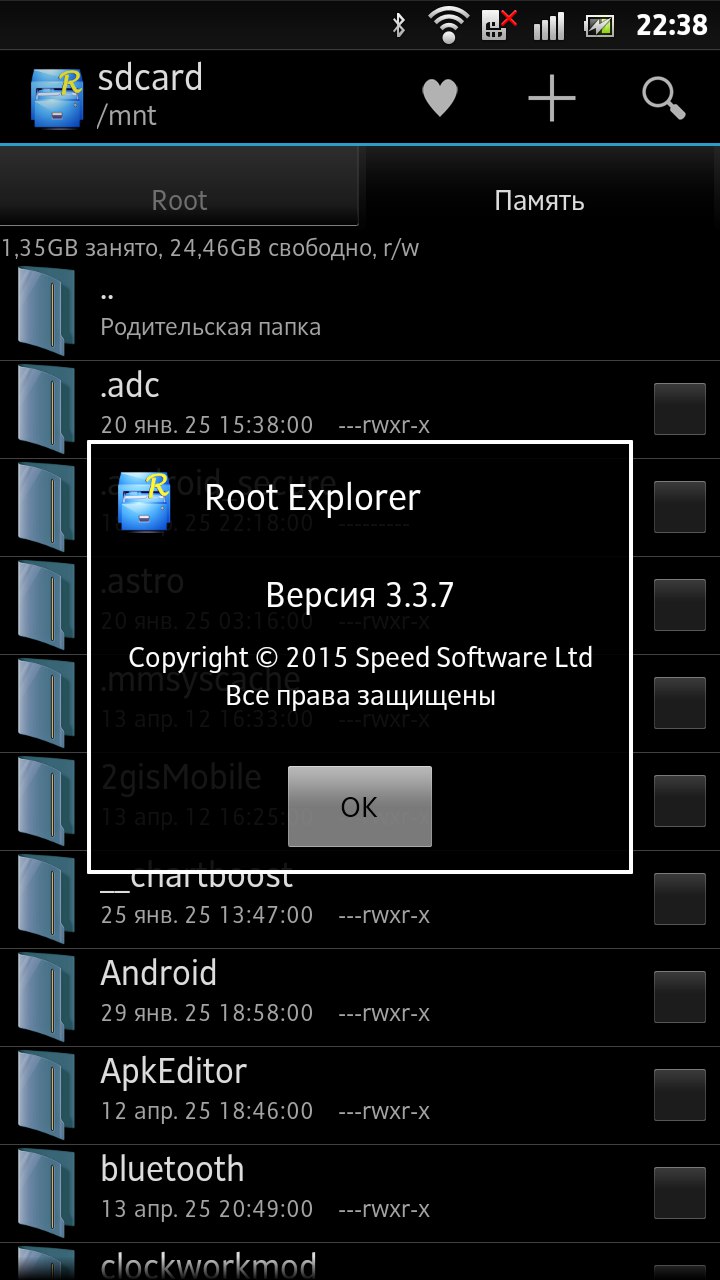 22:38
sdcard
/mnt
Root
Память
1,35GB занято, 24,46GB свободно, r/w
..
Родительская папка
.adc
20 янв. 25 15:38:00 ---rwxr-x
.android_secure
25 22:18:00 ---------
Root Explorer
.astro
20 янв. 25 03:16:00 ---rwxr-x
Версия 3.3.7
Copyright © 2015 Speed Software Ltd
.mmsyscache
Все права защищены
13 апр. 12 16:33:00 ---rwxr-x
2gisMobile
13 апр. 12 16:25:00 ---rwxr-x
OK
__chartboost
25 янв. 25 13:47:00 ---rwxr-x
Android
29 янв. 25 18:58:00 ---rwxr-x
ApkEditor
12 апр. 25 18:46:00 ---rwxr-x
bluetooth
13 апр. 25 20:49:00 ---rwxr-x
clockworkmod